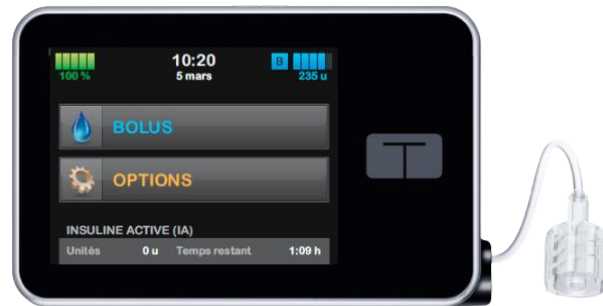 10:20
100 % 5 mars B 235 u
BOLUS
OPTIONS
INSULINE ACTIVE (IA)
Unités 0 u Temps restant 1:09 h